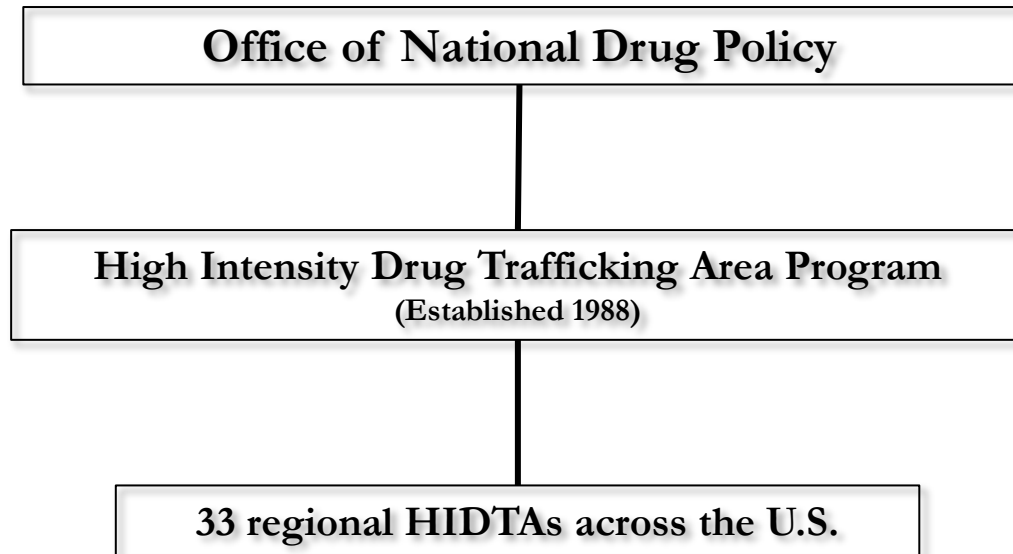 Office of National Drug Policy
High Intensity Drug Trafficking Area Program
(Established 1988)
33 regional HIDTAs across the U.S.